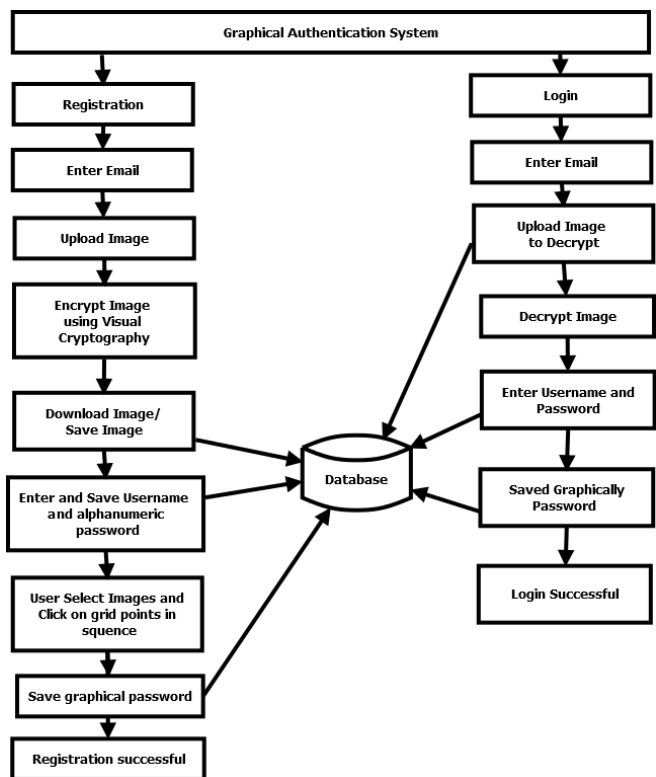 Graphical Authentication System
Registration
Enter Email
Upload Image
Encrypt Image
using Visual
Cryptography
Download Image/
Save Image
Enter and Save Username
and alphanumeric
password
User Select Images and
Click on grid points in
squence
Save graphical password
Registration successful
Database
Login
Enter Email
Upload Image
to Decrypt
Decrypt Image
Enter Username and
Password
Saved Graphically
Password
Login Successful